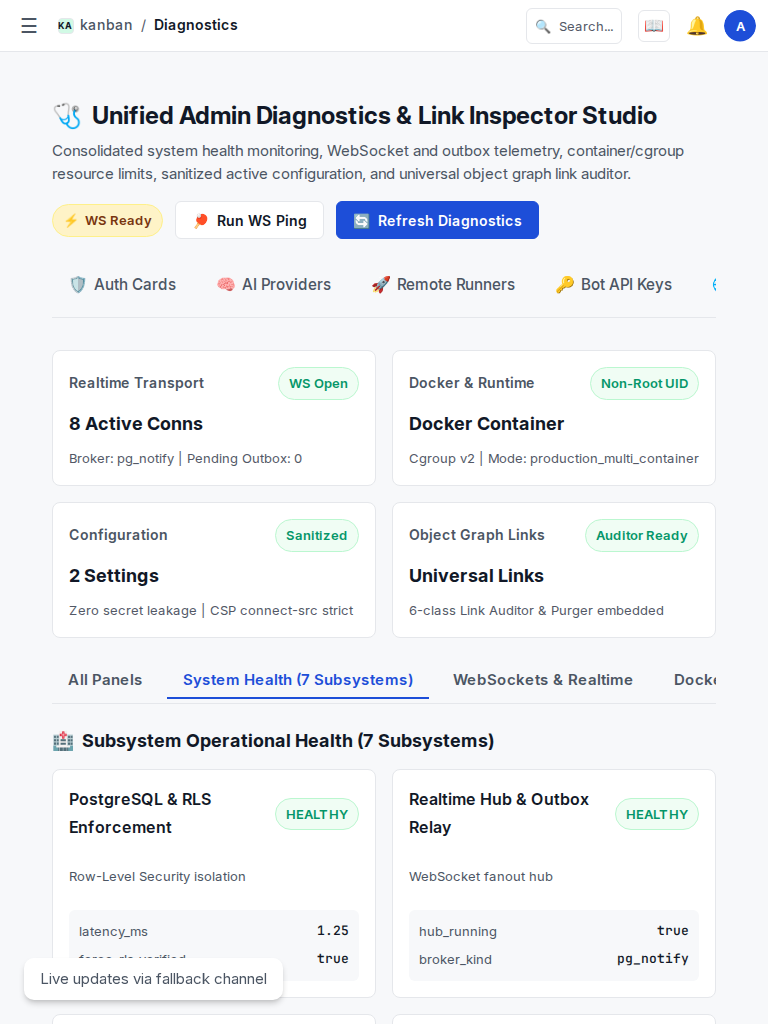 ☰ KA kanban / Diagnostics 🔍 Search... 📖 🔔 A
🩺 Unified Admin Diagnostics & Link Inspector Studio
Consolidated system health monitoring, WebSocket and outbox telemetry, container/cgroup
resource limits, sanitized active configuration, and universal object graph link auditor.
⚡ WS Ready 🏓 Run WS Ping 🔄 Refresh Diagnostics
🛡️ Auth Cards 🧠 AI Providers 🚀 Remote Runners 🔑 Bot API Keys
Realtime Transport WS Open
8 Active Conns
Broker: pg_notify | Pending Outbox: 0
Docker & Runtime Non-Root UID
Docker Container
Cgroup v2 | Mode: production_multi_container
Configuration Sanitized
2 Settings
Zero secret leakage | CSP connect-src strict
Object Graph Links Auditor Ready
Universal Links
6-class Link Auditor & Purger embedded
All Panels System Health (7 Subsystems) WebSockets & Realtime Docke
🏥 Subsystem Operational Health (7 Subsystems)
PostgreSQL & RLS
Enforcement
HEALTHY
Row-Level Security isolation
latency_ms 1.25
true
Realtime Hub & Outbox
Relay
HEALTHY
WebSocket fanout hub
hub_running true
broker_kind pg_notify
Live updates via fallback channel